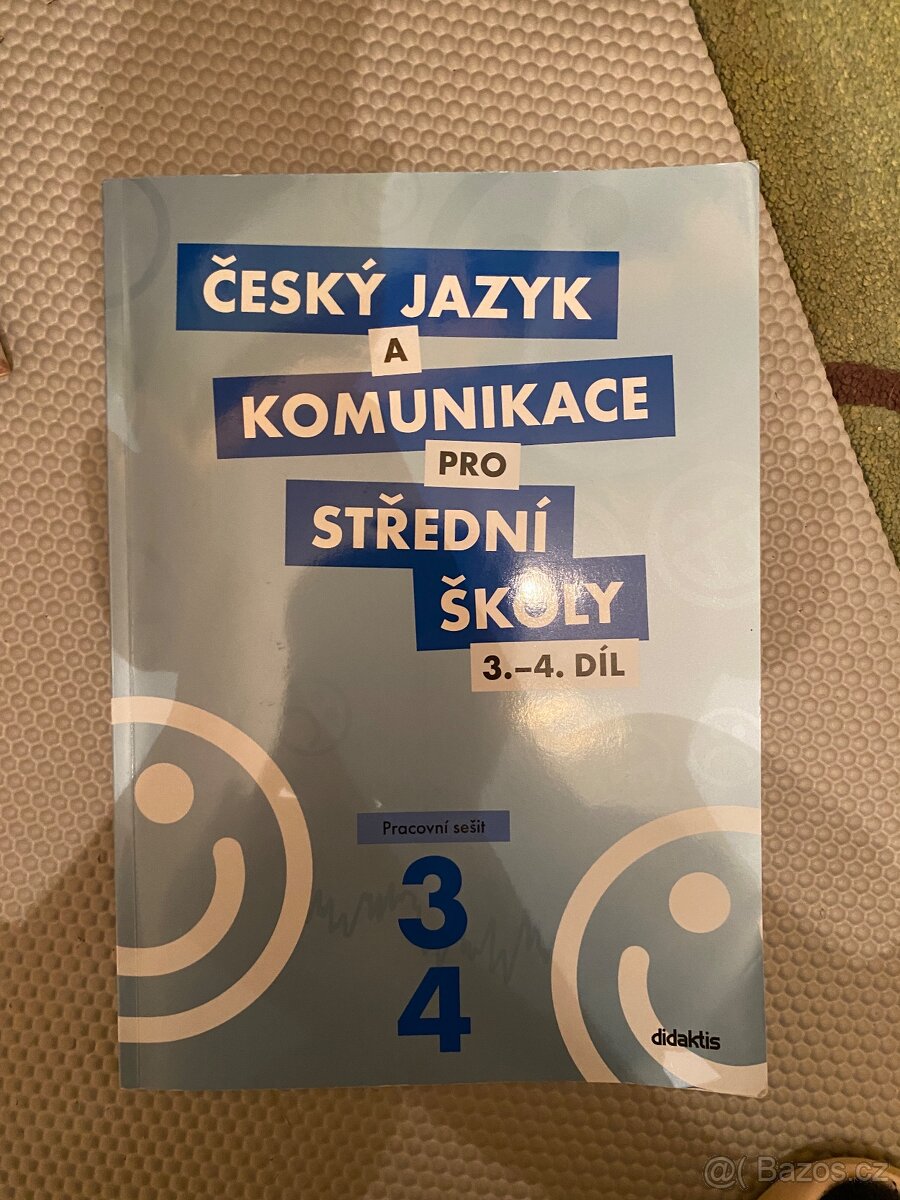 ČESKÝ JAZYK
A
KOMUNIKACE
PRO
STŘEDNÍ
ŠKOLY
3.–4. DÍL
Pracovní sešit
3
4
didaktis
@( Bazos.cz